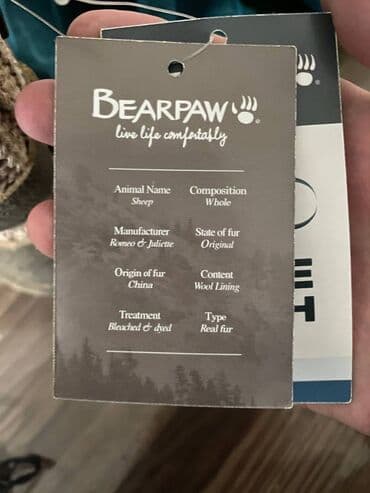 BEARPAW
live life comfortably
Animal Name Composition
Sheep Whole
Manufacturer State of fur
Romeo & Juliette Original
Origin of fur Content
China Wool Lining
Treatment Type
Bleached & dyed Real fur